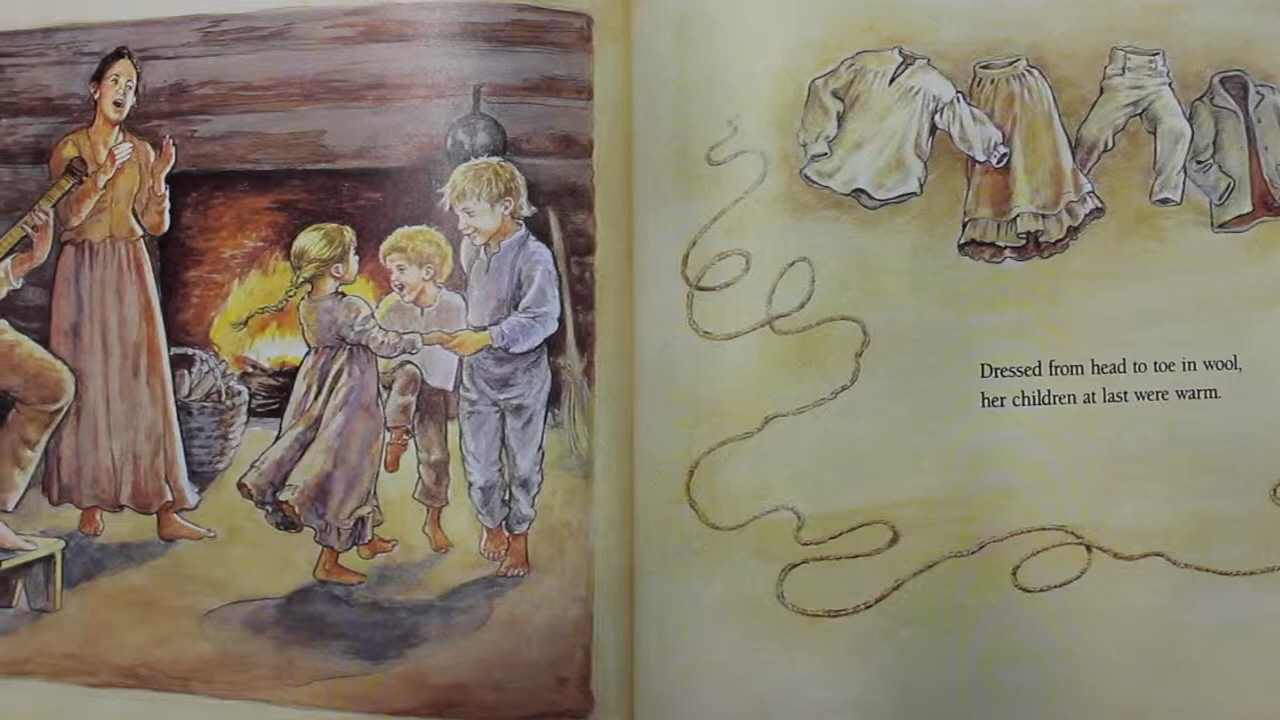 Dressed from head to toe in wool,
her children at last were warm.